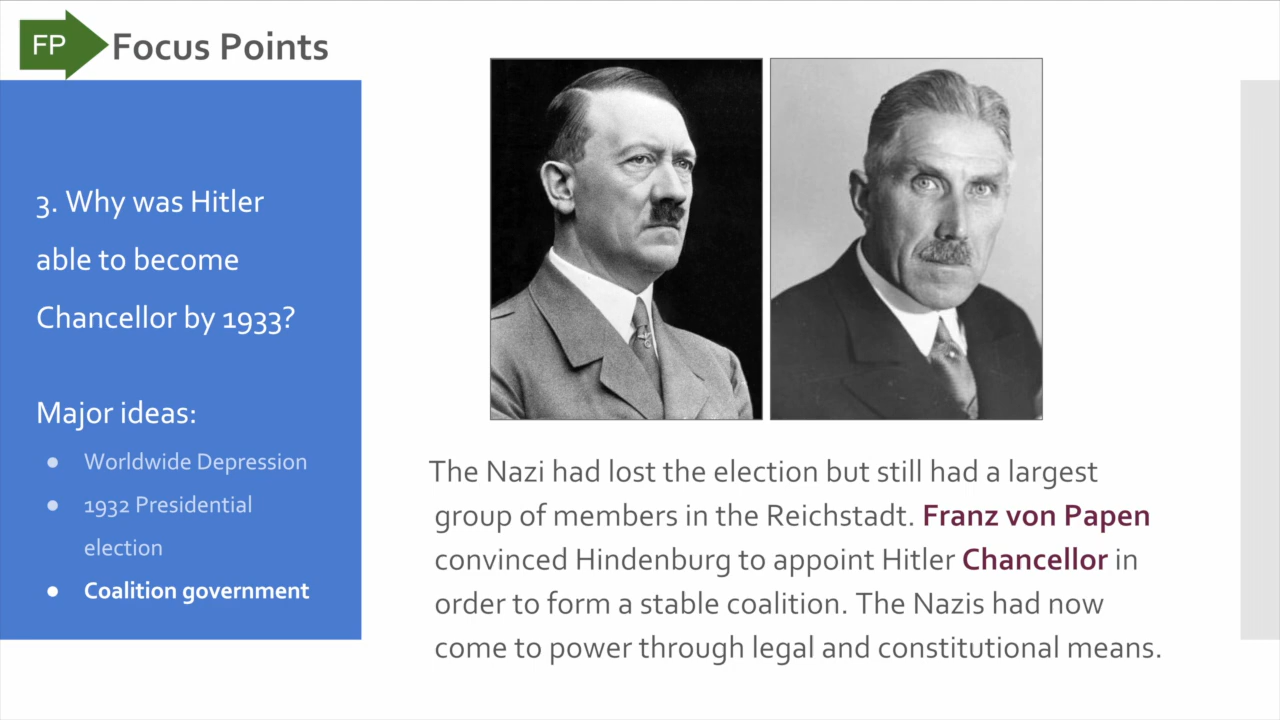 FP
Focus Points
3. Why was Hitler
able to become
Chancellor by 1933?
Major ideas:
● Worldwide Depression
● 1932 Presidential
election
● Coalition government
The Nazi had lost the election but still had a largest
group of members in the Reichstadt. Franz von Papen
convinced Hindenburg to appoint Hitler Chancellor in
order to form a stable coalition. The Nazis had now
come to power through legal and constitutional means.